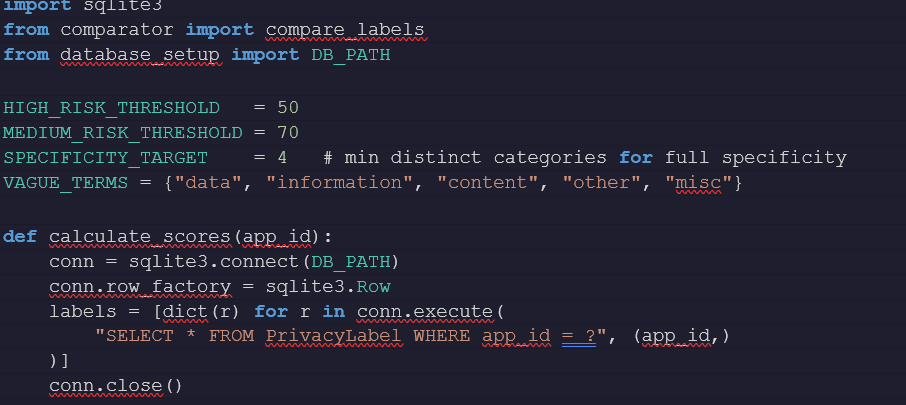 import sqlite3
from comparator import compare_labels
from database_setup import DB_PATH
HIGH_RISK_THRESHOLD   = 50
MEDIUM_RISK_THRESHOLD = 70
SPECIFICITY_TARGET    = 4   # min distinct categories for full specificity
VAGUE_TERMS = {"data", "information", "content", "other", "misc"}
def calculate_scores(app_id):
    conn = sqlite3.connect(DB_PATH)
    conn.row_factory = sqlite3.Row
    labels = [dict(r) for r in conn.execute(
        "SELECT * FROM PrivacyLabel WHERE app_id = ?", (app_id,)
    )]
    conn.close()